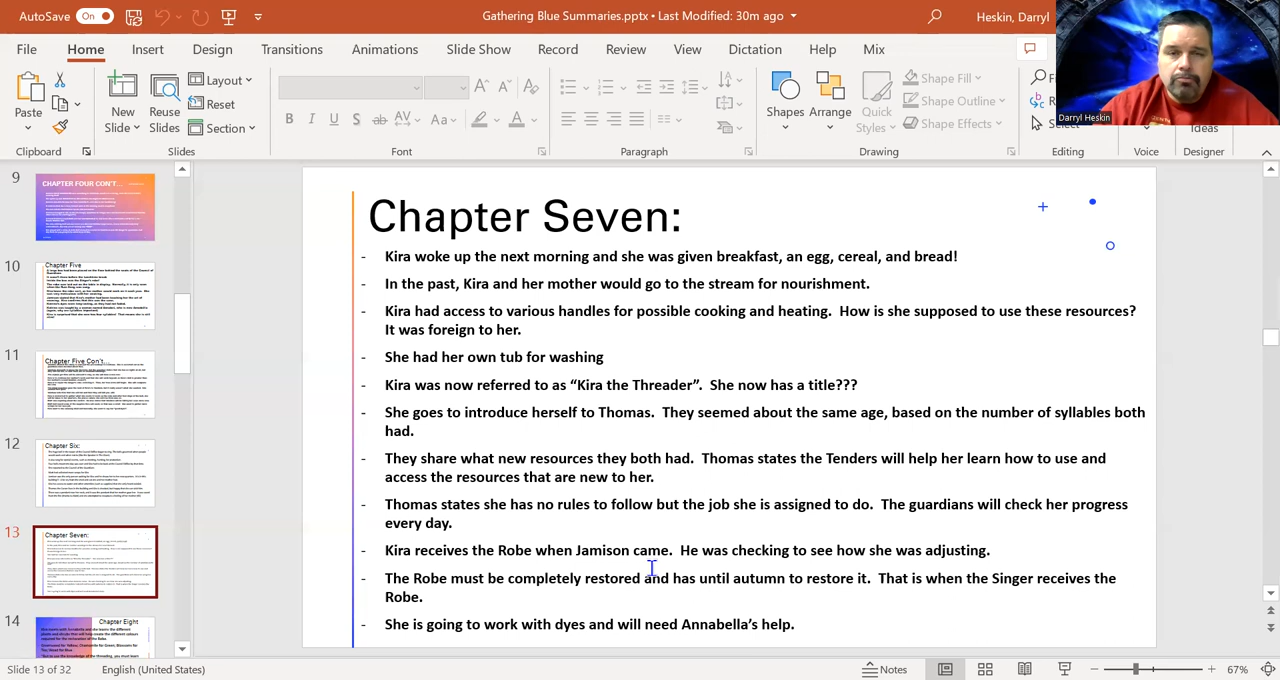 AutoSave On
Gathering Blue Summaries.pptx • Last Modified: 30m ago
Heskin, Darryl
File Home Insert Design Transitions Animations Slide Show Record Review View Dictation Help Mix
Paste
New Slide
Reuse Slides
Layout
Reset
Section
B I U S ab AV Aa A
Shapes
Arrange
Quick Styles
Shape Fill
Shape Outline
Shape Effects
Select
Ideas
Darryl Heskin
Clipboard Slides Font Paragraph Drawing Editing Voice Designer
9
CHAPTER FOUR CON'T...
10
Chapter Five
11
Chapter Five Con't...
12
Chapter Six:
13
Chapter Seven:
14
Chapter Eight
Chapter Seven:
- Kira woke up the next morning and she was given breakfast, an egg, cereal, and bread!
- In the past, Kira and her mother would go to the stream for nourishment.
- Kira had access to various handles for possible cooking and heating. How is she supposed to use these resources?
It was foreign to her.
- She had her own tub for washing
- Kira was now referred to as “Kira the Threader”. She now has a title???
- She goes to introduce herself to Thomas. They seemed about the same age, based on the number of syllables both
had.
- They share what new resources they both had. Thomas and the Tenders will help her learn how to use and
access the resources that are new to her.
- Thomas states she has no rules to follow but the job she is assigned to do. The guardians will check her progress
every day.
- Kira receives the Robe when Jamison came. He was checking to see how she was adjusting.
- The Robe must be completely restored and has until autumn to restore it. That is when the Singer receives the
Robe.
- She is going to work with dyes and will need Annabella’s help.
Slide 13 of 32
English (United States)
Notes
67%